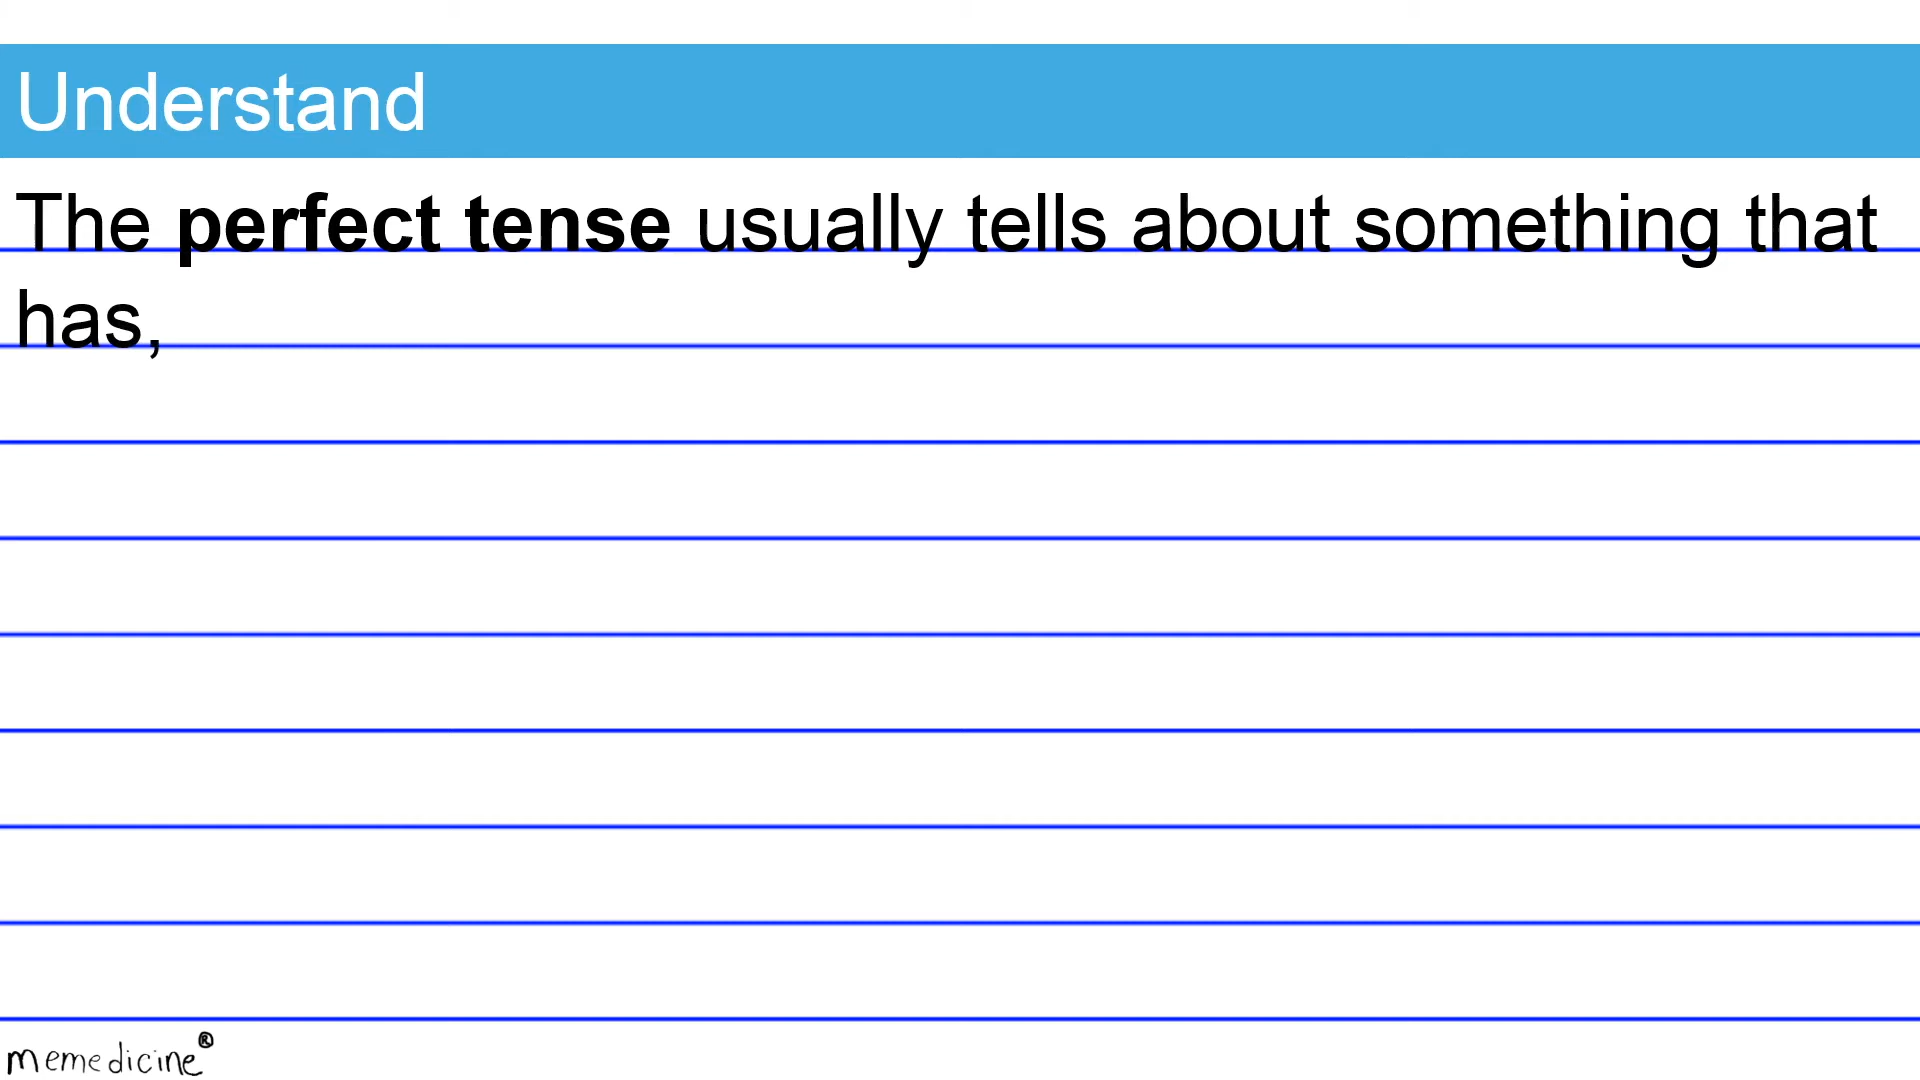 Understand
The perfect tense usually tells about something that
has,
memedicine®